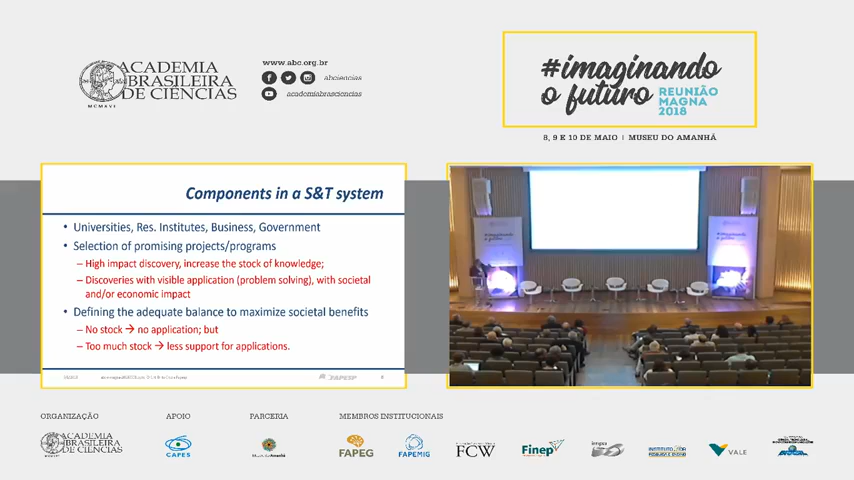 ACADEMIA
BRASILEIRA
DE CIÊNCIAS
MCMXVI
www.abc.org.br
abciencias
academiabrasciencias
#imaginando
o futuro
REUNIÃO
MAGNA
2018
8, 9 E 10 DE MAIO | MUSEU DO AMANHÃ
Components in a S&T system
• Universities, Res. Institutes, Business, Government
• Selection of promising projects/programs
– High impact discovery, increase the stock of knowledge;
– Discoveries with visible application (problem solving), with societal
and/or economic impact
• Defining the adequate balance to maximize societal benefits
– No stock → no application; but
– Too much stock → less support for applications.
ORGANIZAÇÃO
APOIO
PARCERIA
MEMBROS INSTITUCIONAIS
ACADEMIA
BRASILEIRA
DE CIÊNCIAS
CAPES
FAPEG
FAPEMIG
FCW
Finep
VALE